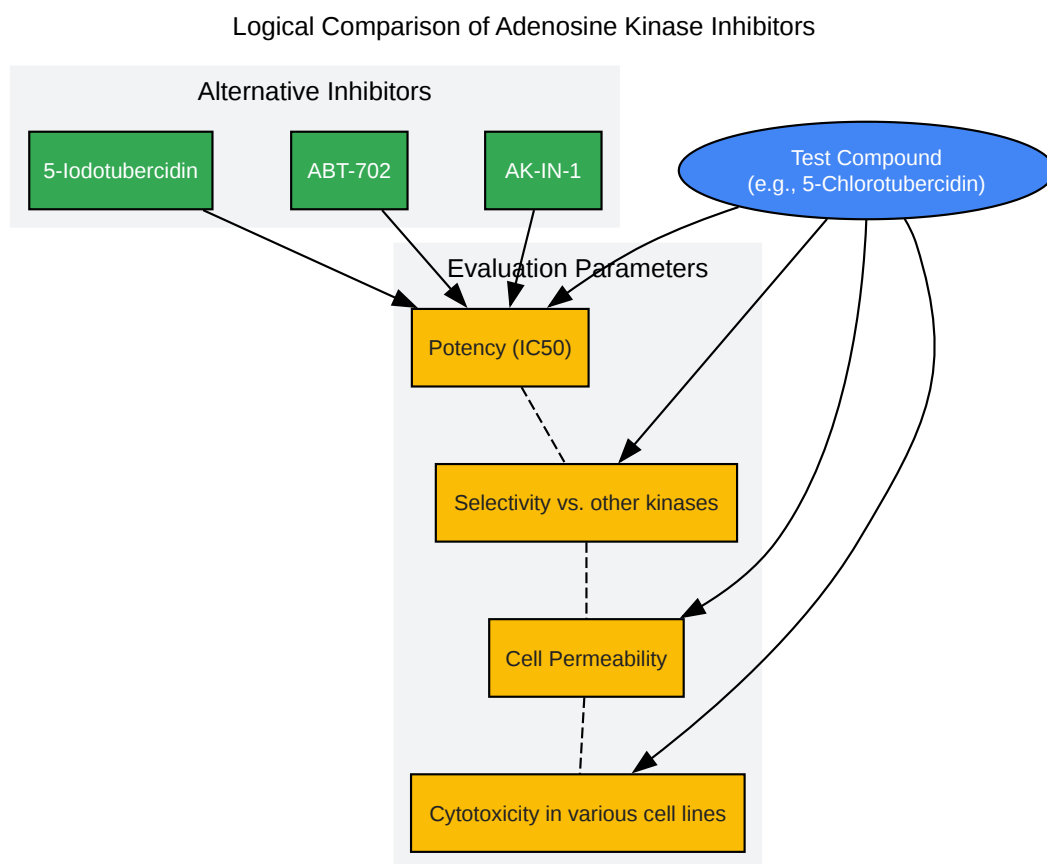 Logical Comparison of Adenosine Kinase Inhibitors
Alternative Inhibitors
5-Iodotubercidin
ABT-702
AK-IN-1
Test Compound
(e.g., 5-Chlorotubercidin)
Evaluation Parameters
Potency (IC50)
Selectivity vs. other kinases
Cell Permeability
Cytotoxicity in various cell lines